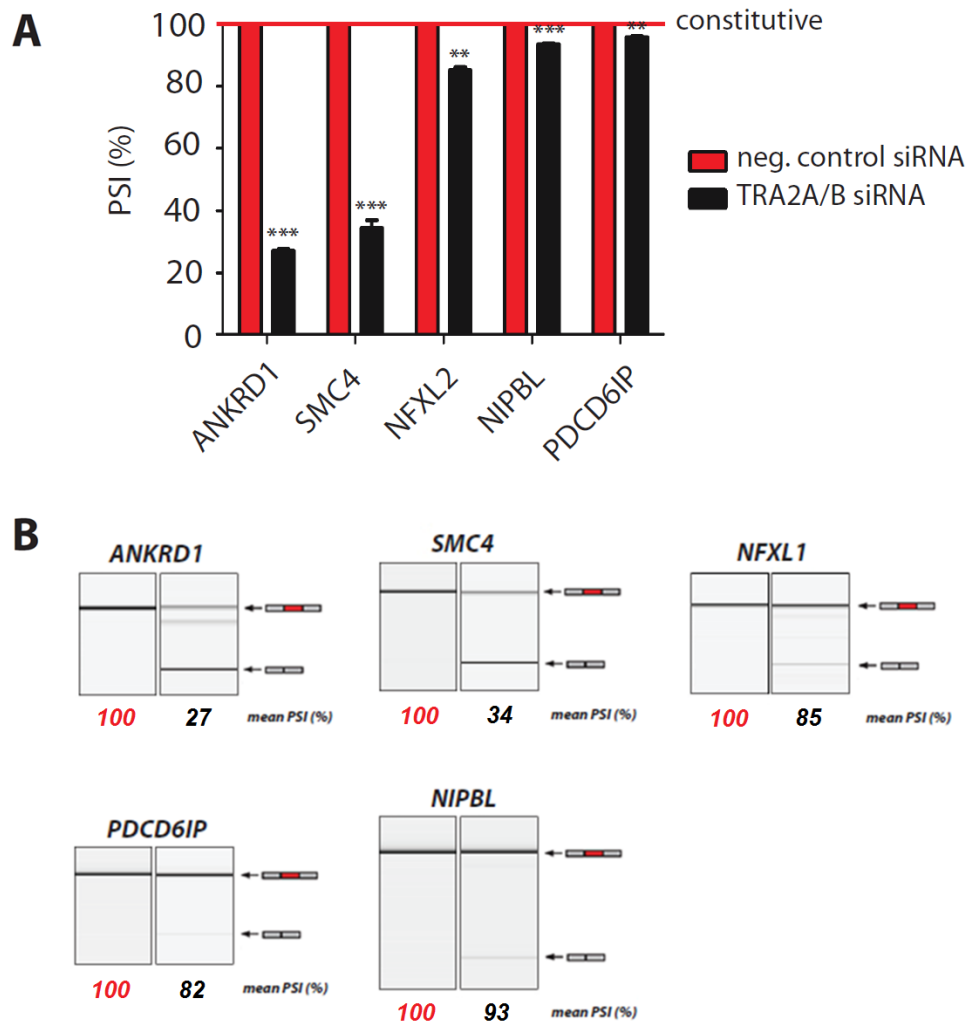 A
constitutive
100
80
60
40
20
0
PSI (%)
***
***
**
***
**
neg. control siRNA
TRA2A/B siRNA
ANKRD1
SMC4
NFXL2
NIPBL
PDCD6IP
B
ANKRD1
100 27 mean PSI (%)
SMC4
100 34 mean PSI (%)
NFXL1
100 85 mean PSI (%)
PDCD6IP
100 82 mean PSI (%)
NIPBL
100 93 mean PSI (%)